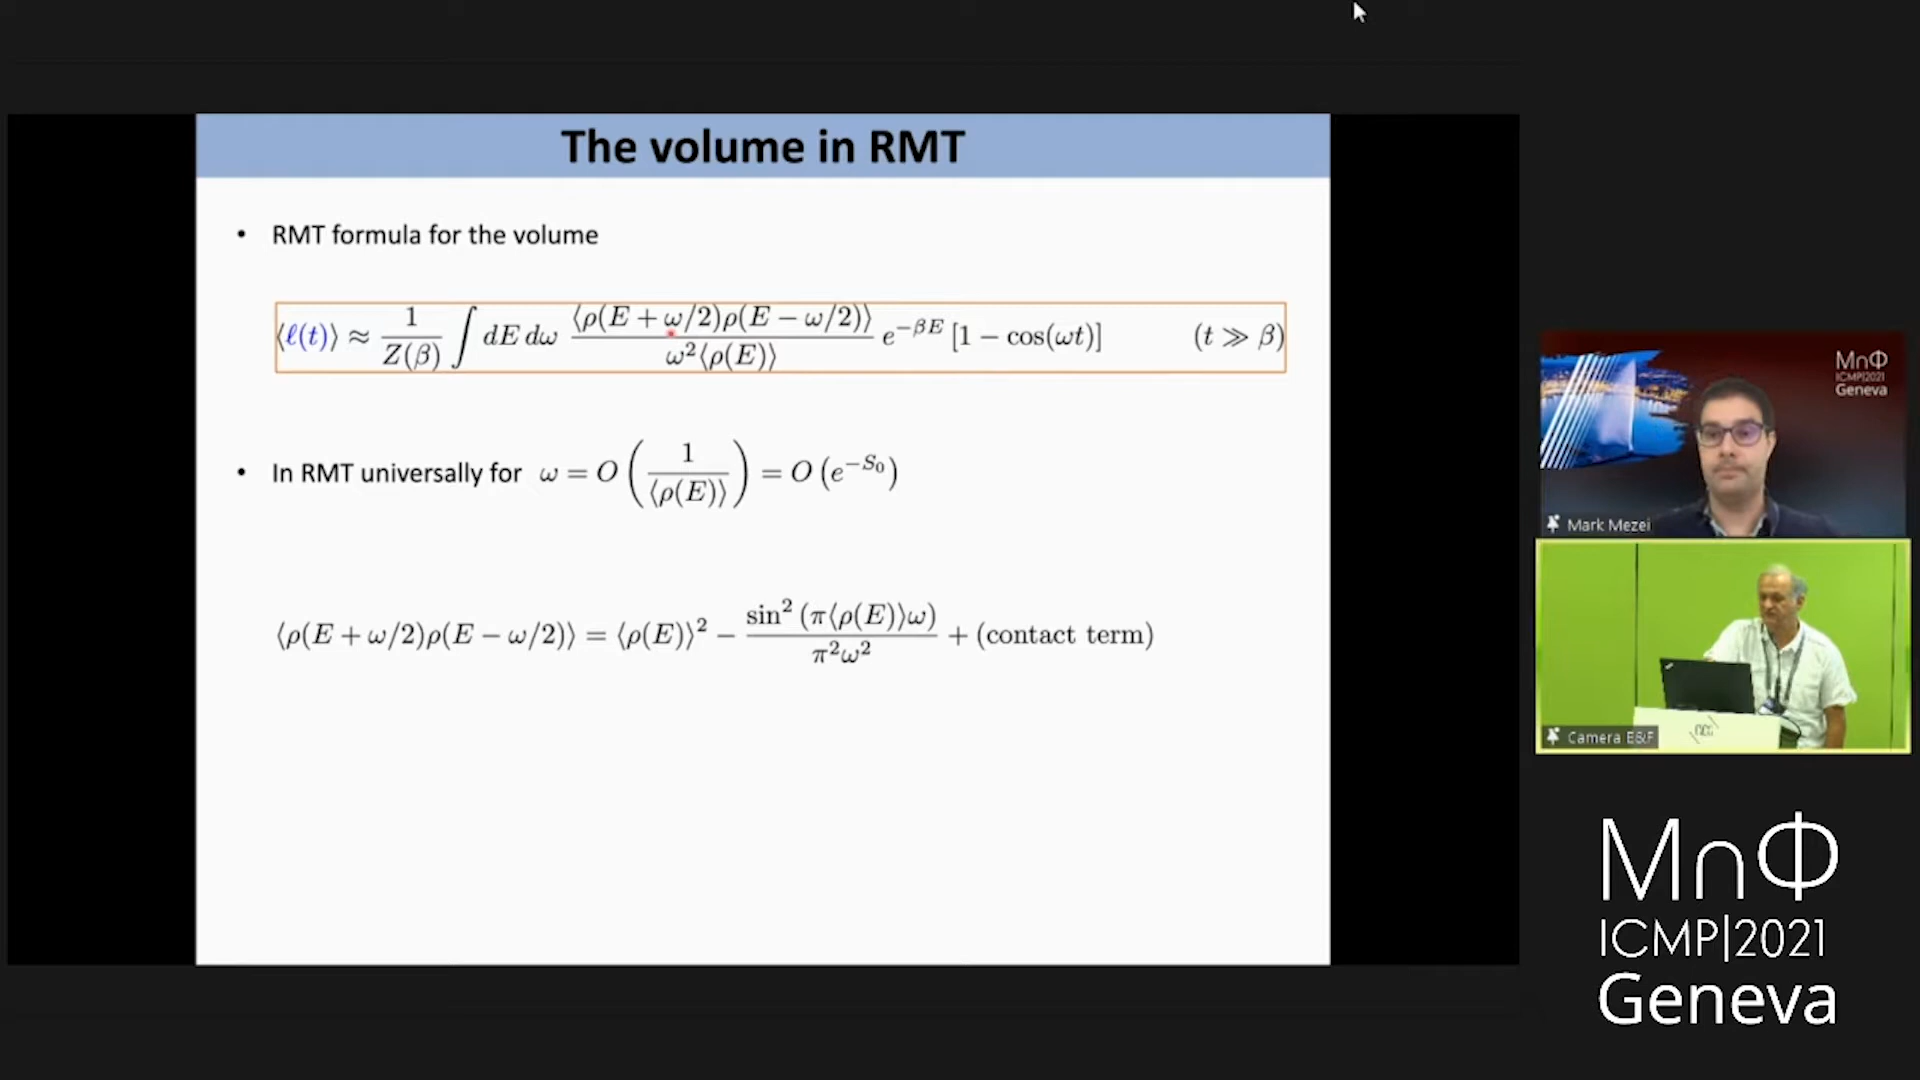 The volume in RMT
• RMT formula for the volume
⟨ℓ(t)⟩ ≈ 1/Z(β) ∫ dE dω ⟨ρ(E + ω/2)ρ(E − ω/2)⟩/ω²⟨ρ(E)⟩ e^{−βE} [1 − cos(ωt)] (t ≫ β)
• In RMT universally for ω = O(1/⟨ρ(E)⟩) = O(e^{−S₀})
⟨ρ(E + ω/2)ρ(E − ω/2)⟩ = ⟨ρ(E)⟩² − sin²(π⟨ρ(E)⟩ω)/π²ω² + (contact term)
M∩Φ
ICMP|2021
Geneva
Mark Mezei
Camera E&F
M∩Φ
ICMP|2021
Geneva